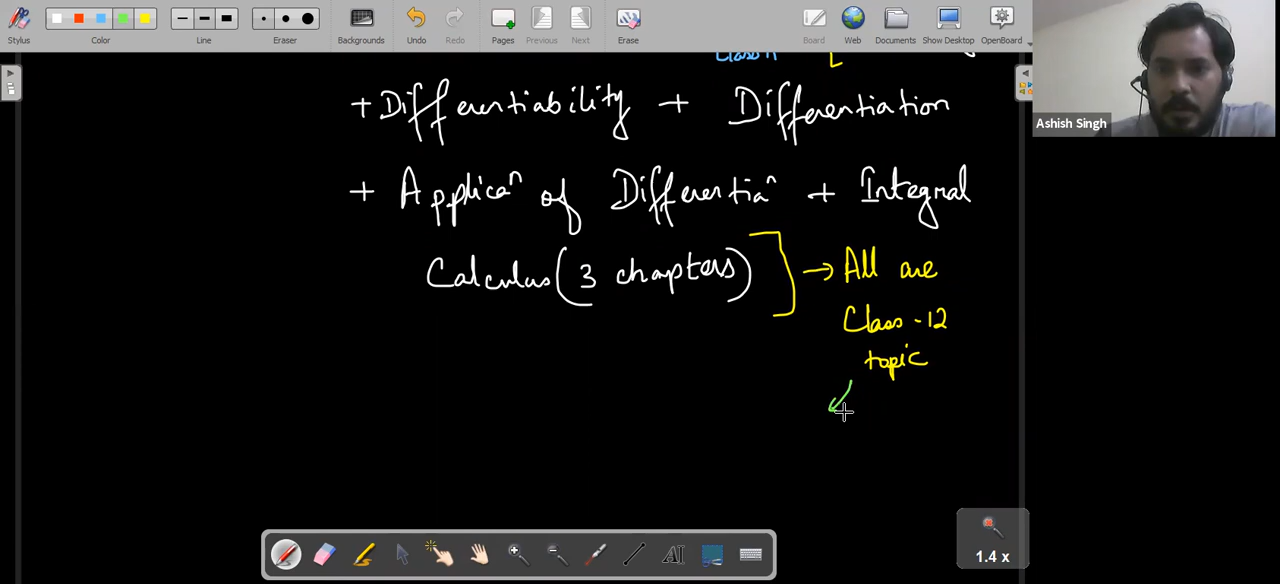 Stylus
Color
Line
Eraser
Backgrounds
Undo
Redo
Pages
Previous
Next
Erase
Board
Web
Documents
Show Desktop
OpenBoard
Ashish Singh
+ Differentiability + Differentiation
+ Applicaⁿ of Differentiaⁿ + Integral
Calculus (3 chapters) → All are
Class-12
topic
AI
1.4 x